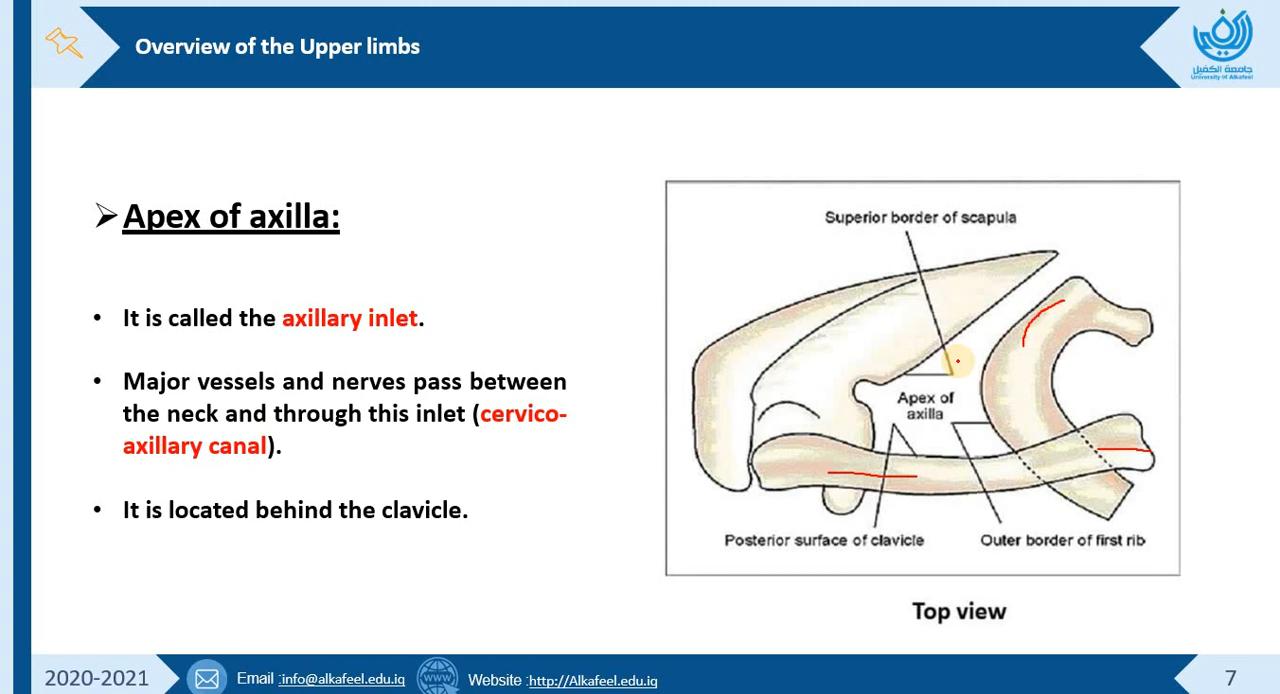 Overview of the Upper limbs
جامعة الكفيل
University of Alkafeel
➢ Apex of axilla:
• It is called the axillary inlet.
• Major vessels and nerves pass between
the neck and through this inlet (cervico-
axillary canal).
• It is located behind the clavicle.
Superior border of scapula
Apex of
axilla
Posterior surface of clavicle
Outer border of first rib
Top view
2020-2021
Email :info@alkafeel.edu.iq
www
Website :http://Alkafeel.edu.iq
7